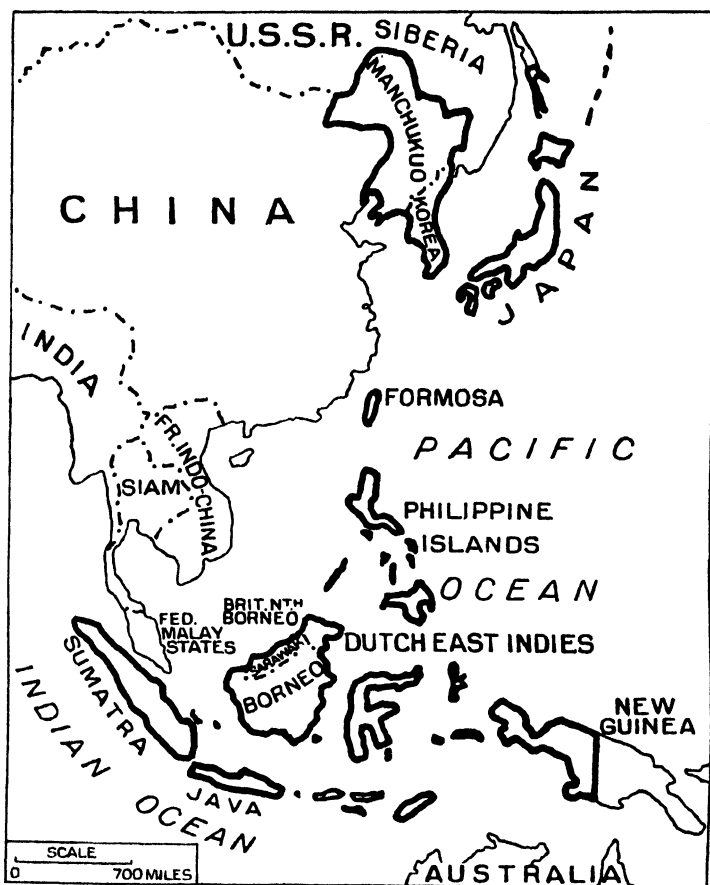 U.S.S.R. SIBERIA
MANCHUKUO
KOREA
CHINA
JAPAN
INDIA
FORMOSA
PACIFIC
FR. INDO-CHINA
SIAM
PHILIPPINE
ISLANDS
OCEAN
BRIT. NTH
BORNEO
FED.
MALAY
STATES
DUTCH EAST INDIES
SARAWAK
BORNEO
SUMATRA
NEW
GUINEA
INDIAN OCEAN
JAVA
SCALE
0 700 MILES
AUSTRALIA